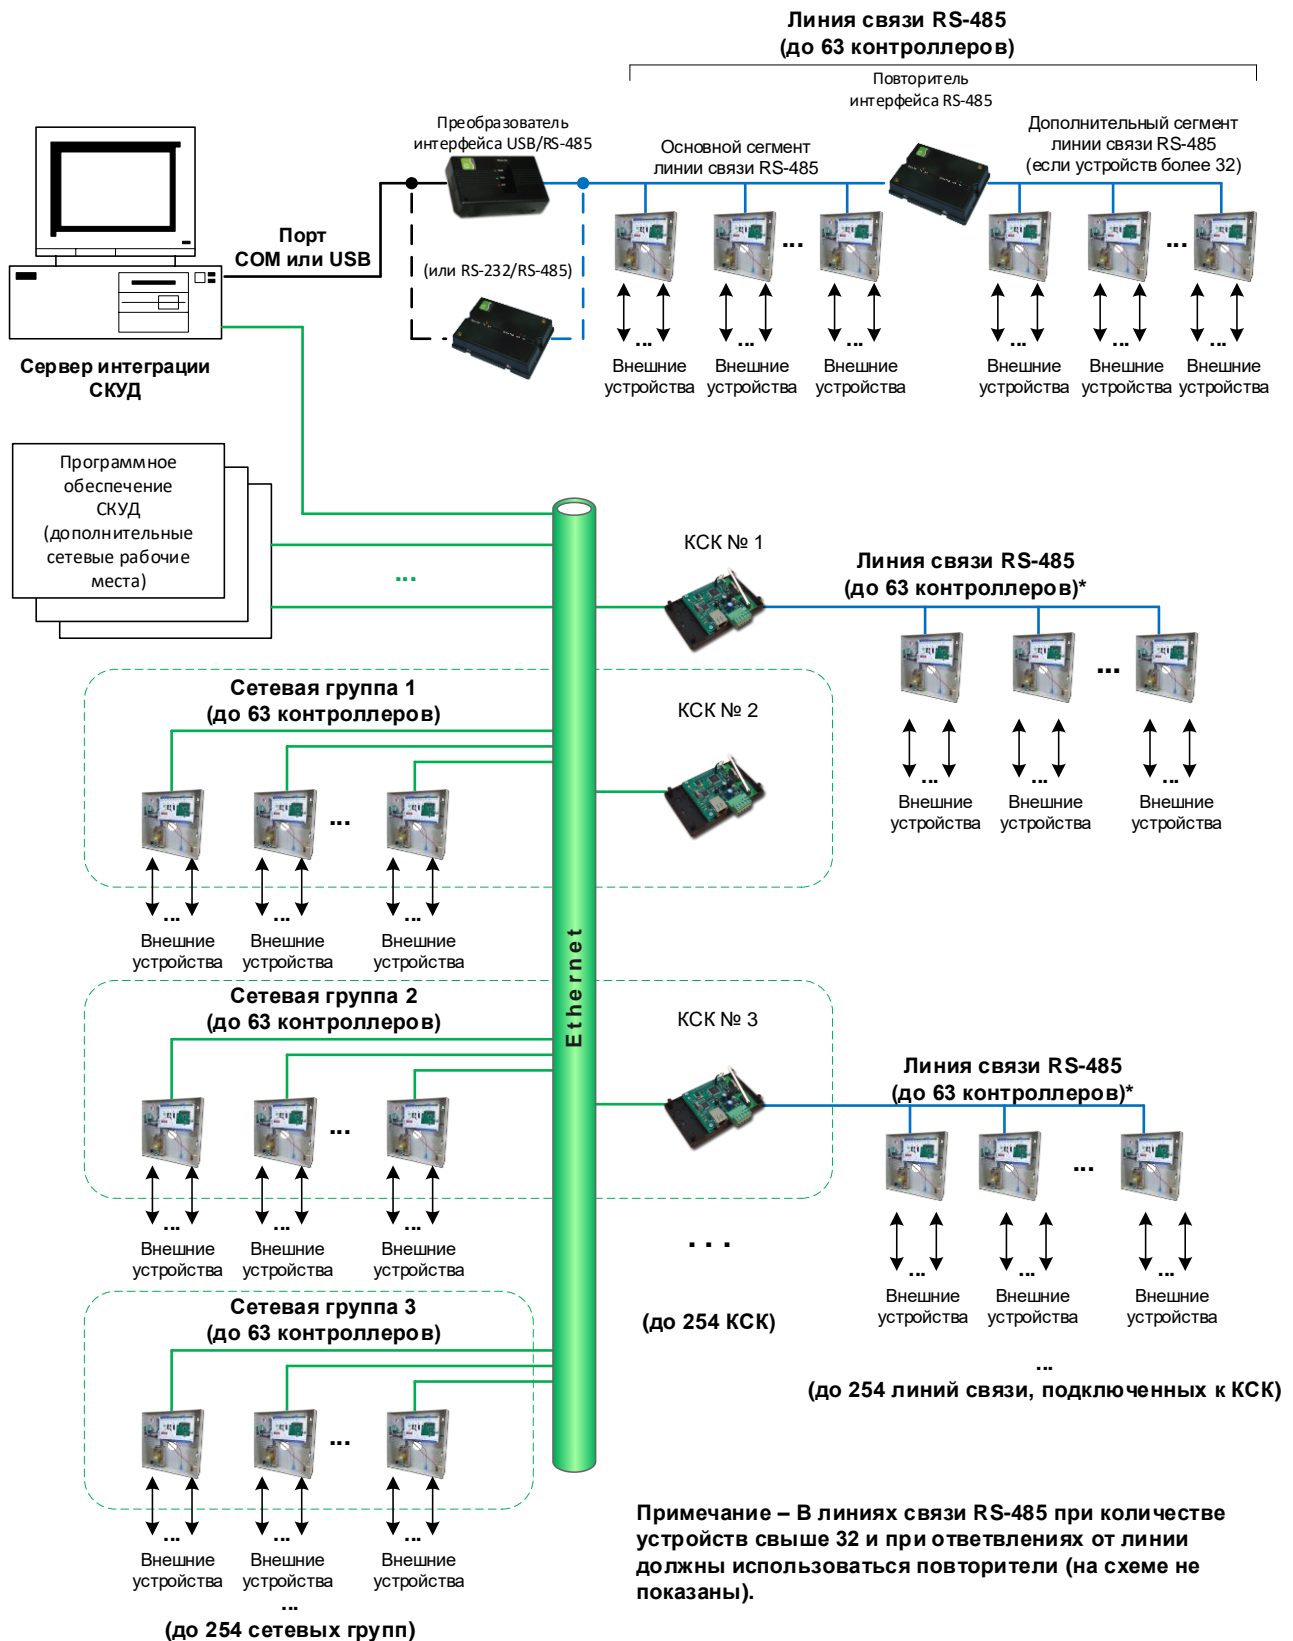 Линия связи RS-485
(до 63 контроллеров)
Повторитель
интерфейса RS-485
Преобразователь
интерфейса USB/RS-485
Основной сегмент
линии связи RS-485
Дополнительный сегмент
линии связи RS-485
(если устройств более 32)
Порт
COM или USB
(или RS-232/RS-485)
...
...
Сервер интеграции
СКУД
... ... ... ... ... ...
Внешние
устройства
Внешние
устройства
Внешние
устройства
Внешние
устройства
Внешние
устройства
Внешние
устройства
Программное
обеспечение
СКУД
(дополнительные
сетевые рабочие
места)
...
КСК № 1
Линия связи RS-485
(до 63 контроллеров)*
...
... ... ...
Внешние
устройства
Внешние
устройства
Внешние
устройства
Сетевая группа 1
(до 63 контроллеров)
КСК № 2
...
... ... ...
Внешние
устройства
Внешние
устройства
Внешние
устройства
Ethernet
Сетевая группа 2
(до 63 контроллеров)
КСК № 3
Линия связи RS-485
(до 63 контроллеров)*
...
...
... ... ...
Внешние
устройства
Внешние
устройства
Внешние
устройства
. . .
... ... ...
Внешние
устройства
Внешние
устройства
Внешние
устройства
Сетевая группа 3
(до 63 контроллеров)
(до 254 КСК)
...
(до 254 линий связи, подключенных к КСК)
...
... ... ...
Внешние
устройства
Внешние
устройства
Внешние
устройства
...
(до 254 сетевых групп)
Примечание – В линиях связи RS-485 при количестве
устройств свыше 32 и при ответвлениях от линии
должны использоваться повторители (на схеме не
показаны).